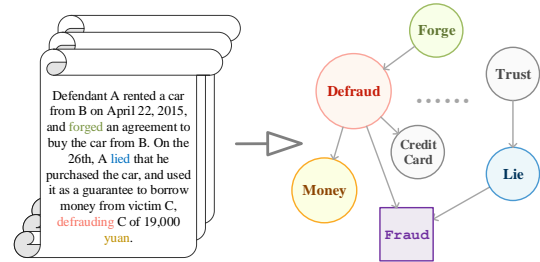 Defendant A rented a car
from B on April 22, 2015,
and forged an agreement to
buy the car from B. On the
26th, A lied that he
purchased the car, and used
it as a guarantee to borrow
money from victim C,
defrauding C of 19,000
yuan.
Forge
Defraud
Trust
Credit
Card
Money
Lie
Fraud